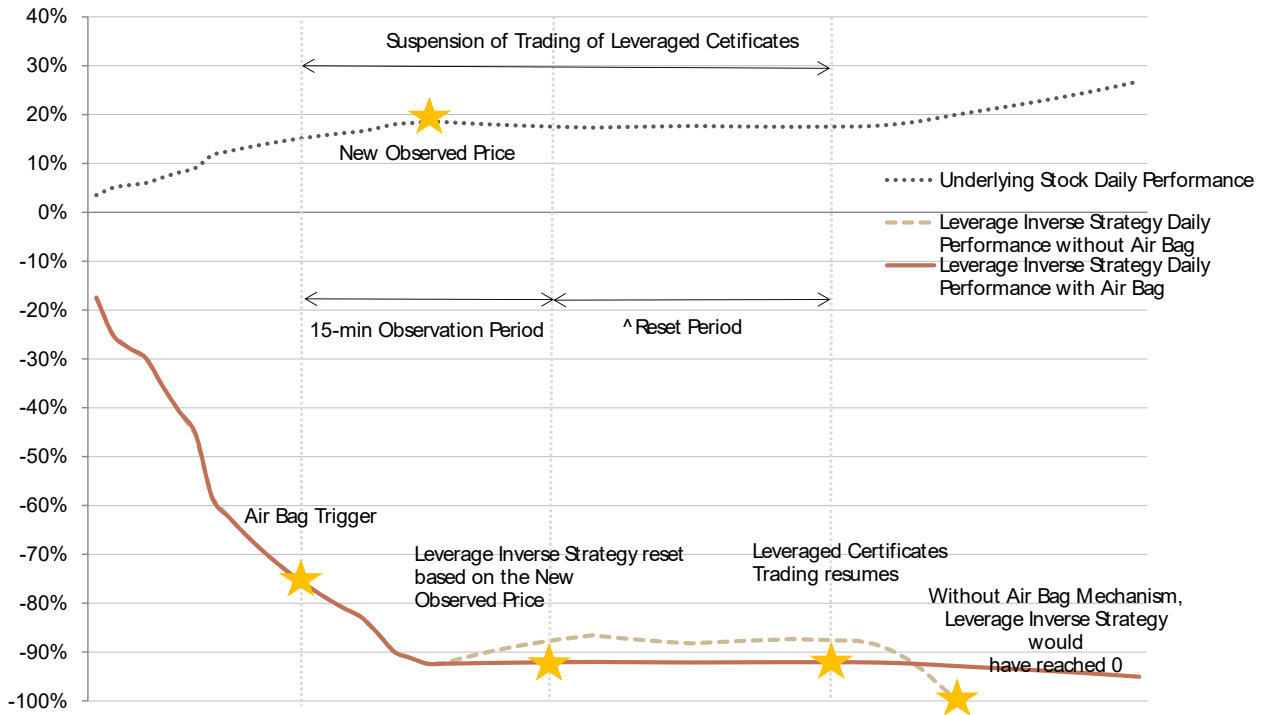 40%
Suspension of Trading of Leveraged Cetificates
30%
20%
New Observed Price
10%
Underlying Stock Daily Performance
0%
Leverage Inverse Strategy Daily
Performance without Air Bag
-10%
Leverage Inverse Strategy Daily
Performance with Air Bag
-20%
15-min Observation Period
^ Reset Period
-30%
-40%
-50%
-60%
Air Bag Trigger
-70%
Leverage Inverse Strategy reset
based on the New
Observed Price
Leveraged Certificates
Trading resumes
-80%
Without Air Bag Mechanism,
Leverage Inverse Strategy
would
have reached 0
-90%
-100%